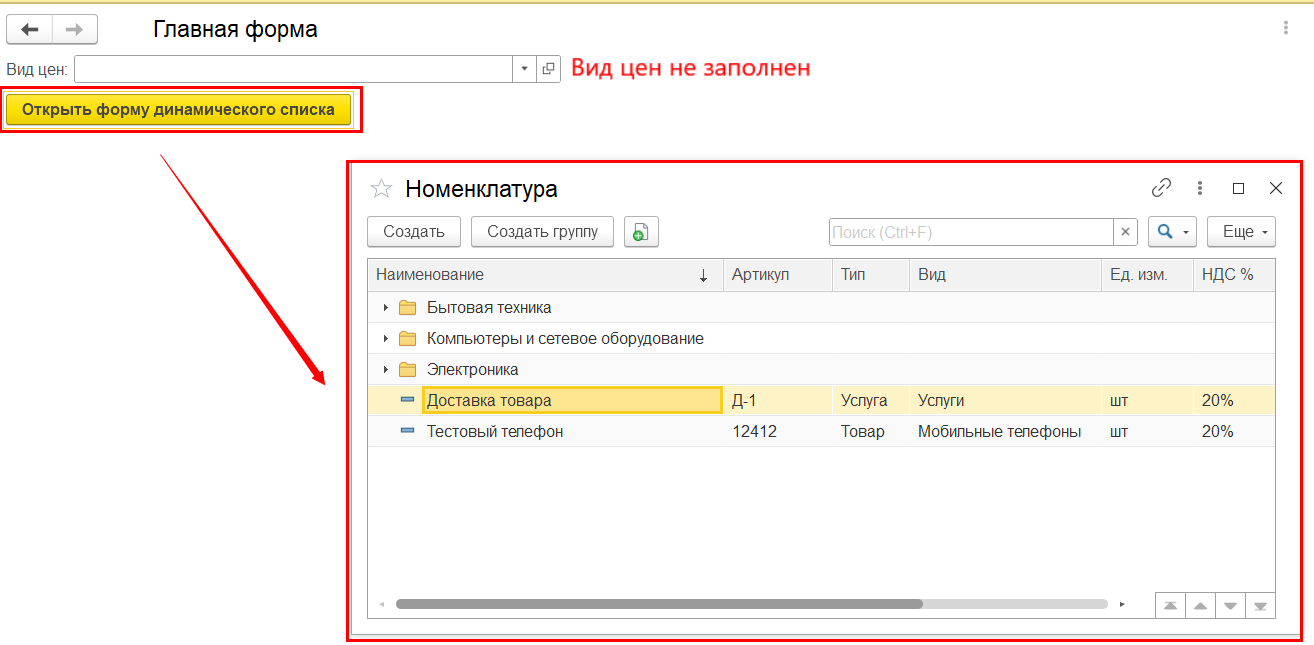 Главная форма
Вид цен: Вид цен не заполнен
Открыть форму динамического списка
Номенклатура
Создать Создать группу Поиск (Ctrl+F) Еще
Наименование Артикул Тип Вид Ед. изм. НДС %
Бытовая техника
Компьютеры и сетевое оборудование
Электроника
Доставка товара Д-1 Услуга Услуги шт 20%
Тестовый телефон 12412 Товар Мобильные телефоны шт 20%